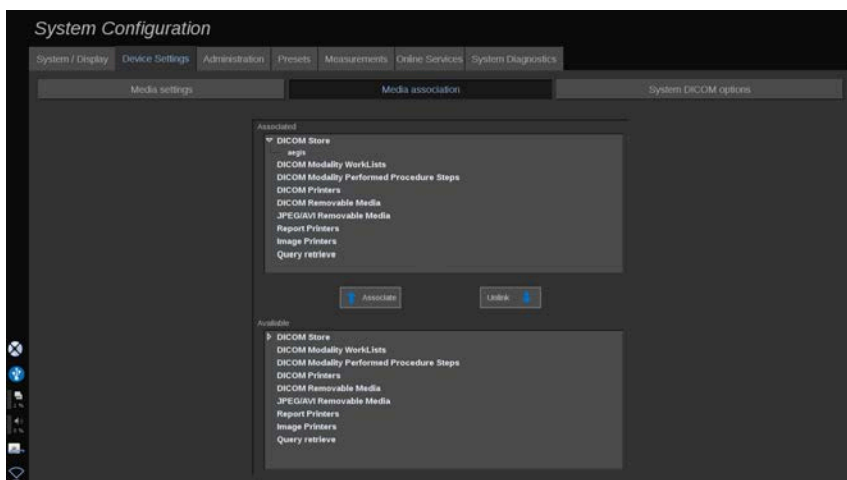 System Configuration
System / Display Device Settings Administration Presets Measurements Online Services System Diagnostics
Media settings Media association System DICOM options
Associated
DICOM Store
aegis
DICOM Modality WorkLists
DICOM Modality Performed Procedure Steps
DICOM Printers
DICOM Removable Media
JPEG/AVI Removable Media
Report Printers
Image Printers
Query retrieve
Associate Unlink
Available
DICOM Store
DICOM Modality WorkLists
DICOM Modality Performed Procedure Steps
DICOM Printers
DICOM Removable Media
JPEG/AVI Removable Media
Report Printers
Image Printers
Query retrieve